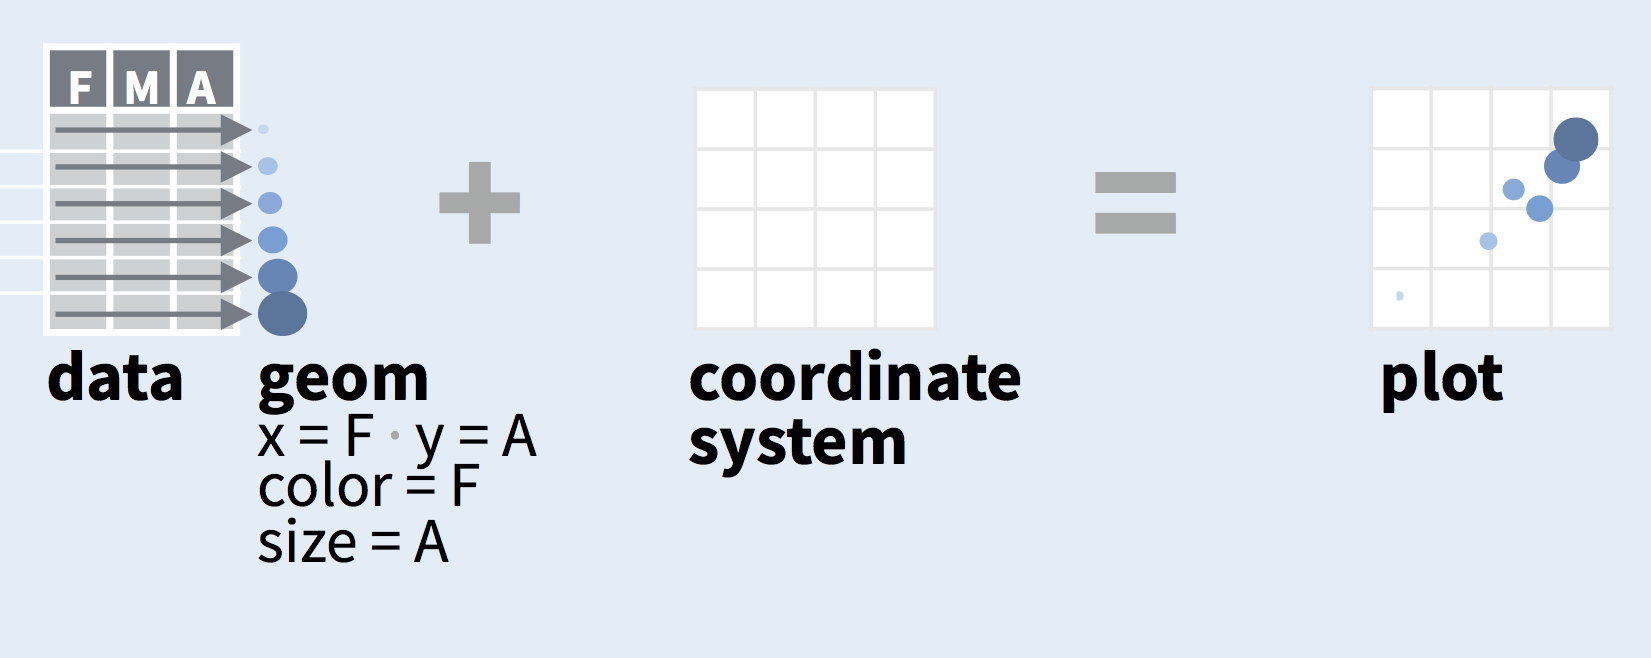 F M A
data
geom
x = F · y = A
color = F
size = A
+
coordinate
system
=
plot